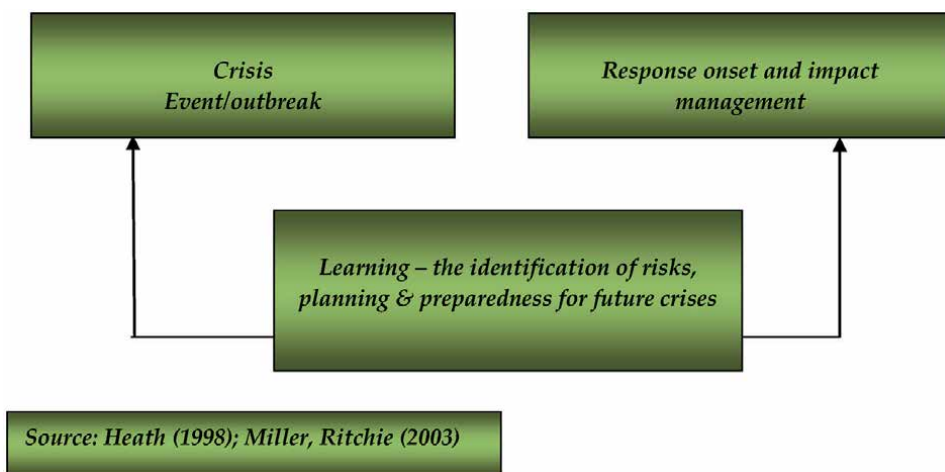 Crisis
Event/outbreak
Response onset and impact
management
Learning – the identification of risks,
planning & preparedness for future crises
Source: Heath (1998); Miller, Ritchie (2003)